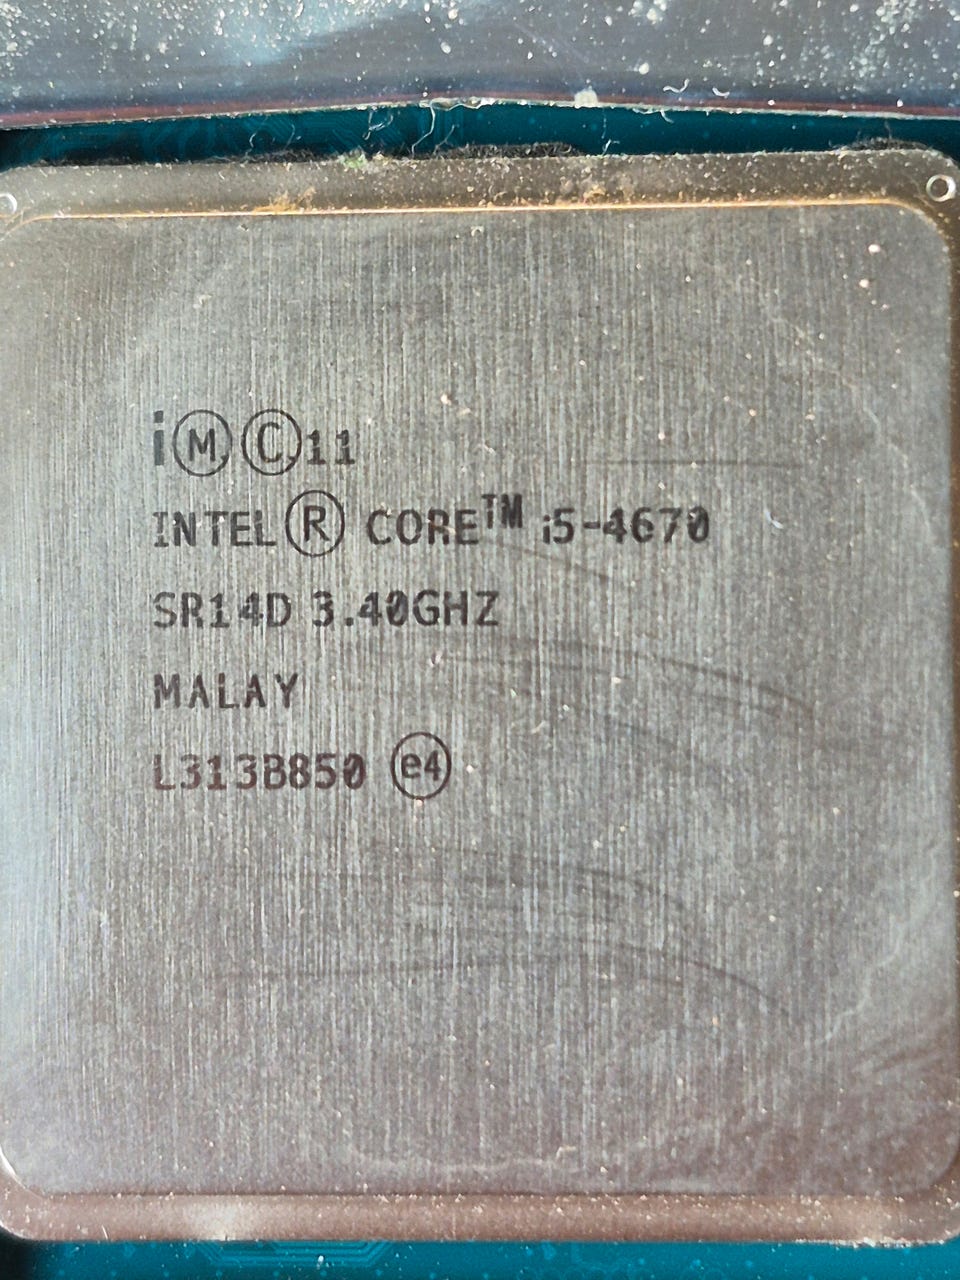 i Ⓜ Ⓒ 11
INTEL® CORE™ i5-4670
SR14D 3.40GHZ
MALAY
L313B850 e4